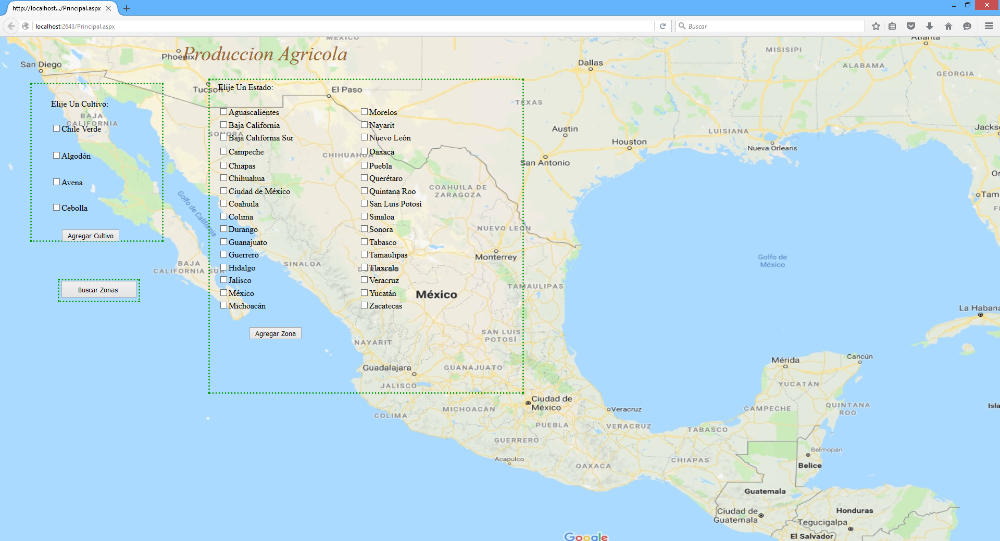 http://localhost.../Principal.aspx
localhost:2643/Principal.aspx
Buscar
Produccion Agricola
Elije Un Cultivo:
Chile Verde
Algodón
Avena
Cebolla
Agregar Cultivo
Buscar Zonas
Elije Un Estado:
Aguascalientes
Baja California
Baja California Sur
Campeche
Chiapas
Chihuahua
Ciudad de México
Coahuila
Colima
Durango
Guanajuato
Guerrero
Hidalgo
Jalisco
México
Michoacán
Morelos
Nayarit
Nuevo León
Oaxaca
Puebla
Querétaro
Quintana Roo
San Luis Potosí
Sinaloa
Sonora
Tabasco
Tamaulipas
Tlaxcala
Veracruz
Yucatán
Zacatecas
Agregar Zona
MÉXICO
Phoenix
San Diego
Tucson
El Paso
Dallas
Atlanta
MISISIPI
ALABAMA
GEORGIA
TEXAS
BAJA
CALIFORNIA
SONORA
CHIHUAHUA
Austin
Houston
LUISIANA
Nueva Orleans
San Antonio
COAHUILA DE
ZARAGOZA
Golfo de California
NUEVO LEON
Monterrey
Golfo de
México
BAJA
CALIFORNIA SUR
SINALOA
DURANGO
TAMAULIPAS
México
SAN LUIS
POTOSÍ
NAYARIT
Guadalajara
GUANAJUATO
JALISCO
Ciudad de
México
COLIMA
MICHOACÁN
Veracruz
PUEBLA
VERACRUZ
GUERRERO
Acapulco
OAXACA
TABASCO
CHIAPAS
CAMPECHE
Mérida
Cancún
YUCATÁN
QUINTANA
ROO
La Habana
Belmopán
Belice
Guatemala
Ciudad de
Guatemala
Honduras
Tegucigalpa
El Salvador
Google